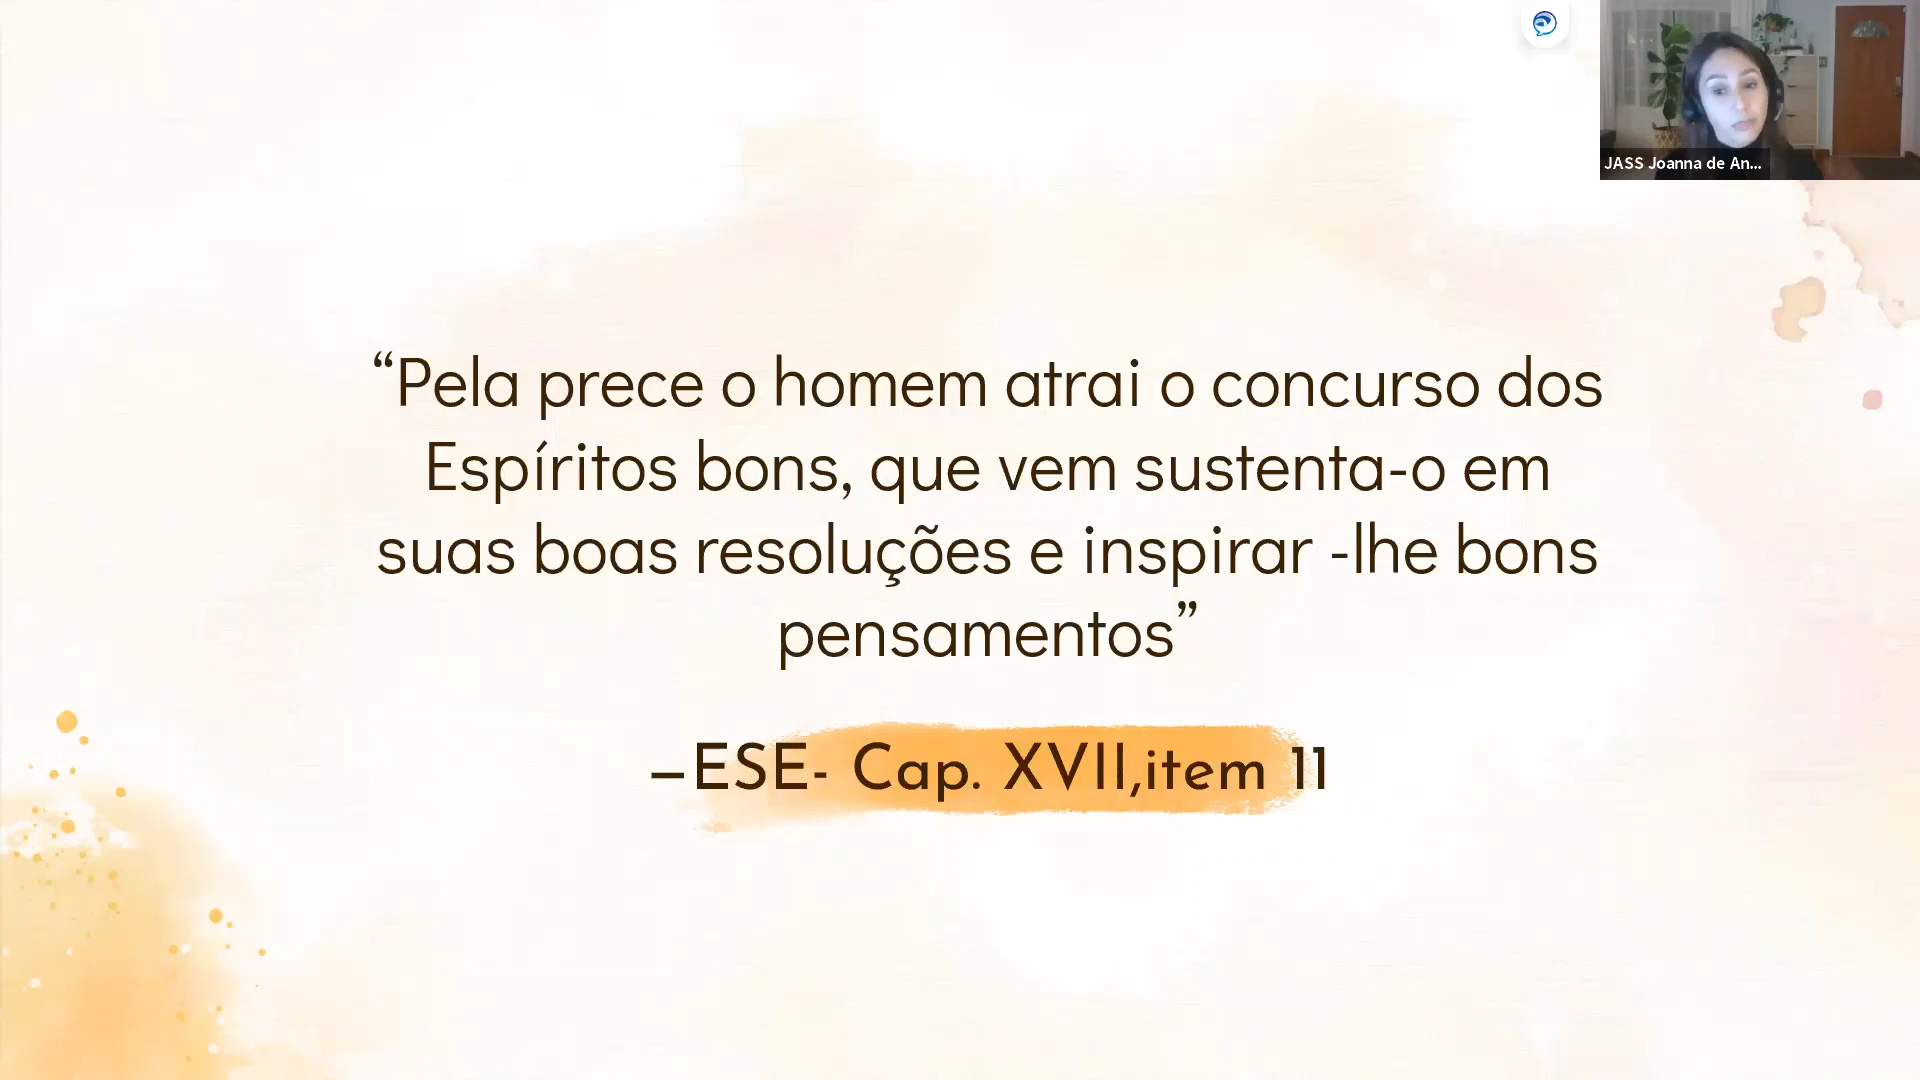 JASS Joanna de An...
“Pela prece o homem atrai o concurso dos
Espíritos bons, que vem sustenta-o em
suas boas resoluções e inspirar -lhe bons
pensamentos”
—ESE- Cap. XVII,item 11